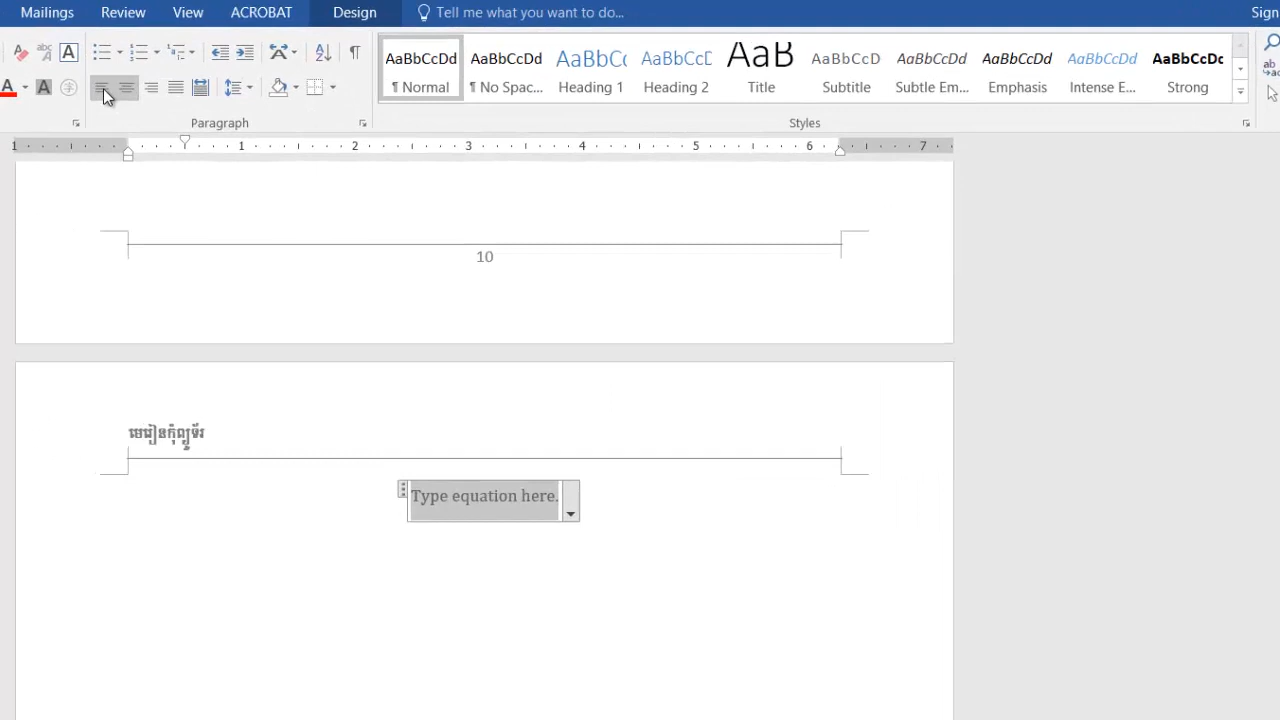 Mailings Review View ACROBAT Design Tell me what you want to do...
AaBbCcDd AaBbCcDd AaBbCc AaBbCcD AaB AaBbCcD AaBbCcDd AaBbCcDd AaBbCcDd AaBbCcDc
¶ Normal ¶ No Spac... Heading 1 Heading 2 Title Subtitle Subtle Em... Emphasis Intense E... Strong
Paragraph Styles
1 1 2 3 4 5 6 7
10
មេរៀនកុំព្យូទ័រ
Type equation here.